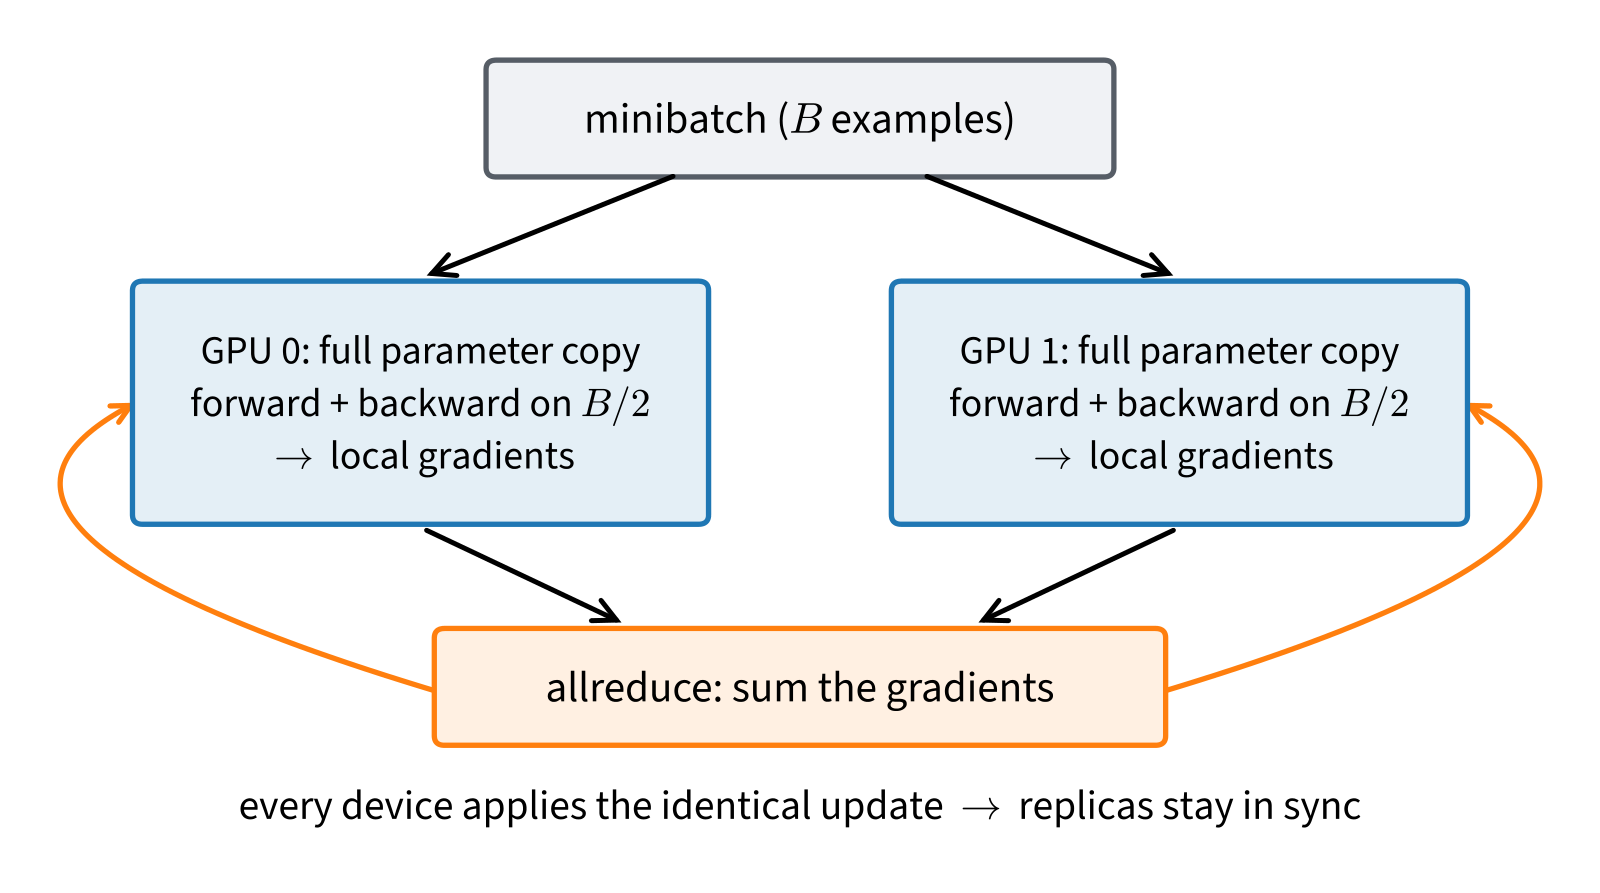 minibatch (B examples)
GPU 0: full parameter copy
forward + backward on B/2
→ local gradients
GPU 1: full parameter copy
forward + backward on B/2
→ local gradients
allreduce: sum the gradients
every device applies the identical update → replicas stay in sync